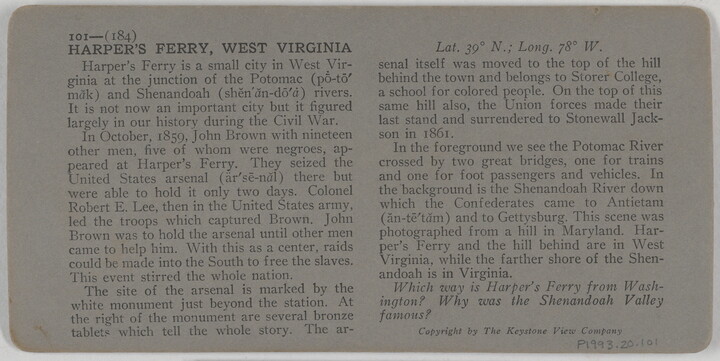 101—(184)
HARPER'S FERRY, WEST VIRGINIA
Harper's Ferry is a small city in West Vir-
ginia at the junction of the Potomac (pō-tō′
măk) and Shenandoah (shĕn′ăn-dō′ȧ) rivers.
It is not now an important city but it figured
largely in our history during the Civil War.
In October, 1859, John Brown with nineteen
other men, five of whom were negroes, ap-
peared at Harper's Ferry. They seized the
United States arsenal (är′sē-năl) there but
were able to hold it only two days. Colonel
Robert E. Lee, then in the United States army,
led the troops which captured Brown. John
Brown was to hold the arsenal until other men
came to help him. With this as a center, raids
could be made into the South to free the slaves.
This event stirred the whole nation.
The site of the arsenal is marked by the
white monument just beyond the station. At
the right of the monument are several bronze
tablets which tell the whole story. The ar-
Lat. 39° N.; Long. 78° W.
senal itself was moved to the top of the hill
behind the town and belongs to Storer College,
a school for colored people. On the top of this
same hill also, the Union forces made their
last stand and surrendered to Stonewall Jack-
son in 1861.
In the foreground we see the Potomac River
crossed by two great bridges, one for trains
and one for foot passengers and vehicles. In
the background is the Shenandoah River down
which the Confederates came to Antietam
(ăn-tē′tăm) and to Gettysburg. This scene was
photographed from a hill in Maryland. Har-
per's Ferry and the hill behind are in West
Virginia, while the farther shore of the Shen-
andoah is in Virginia.
Which way is Harper's Ferry from Wash-
ington? Why was the Shenandoah Valley
famous?
Copyright by The Keystone View Company
P1993.20.101